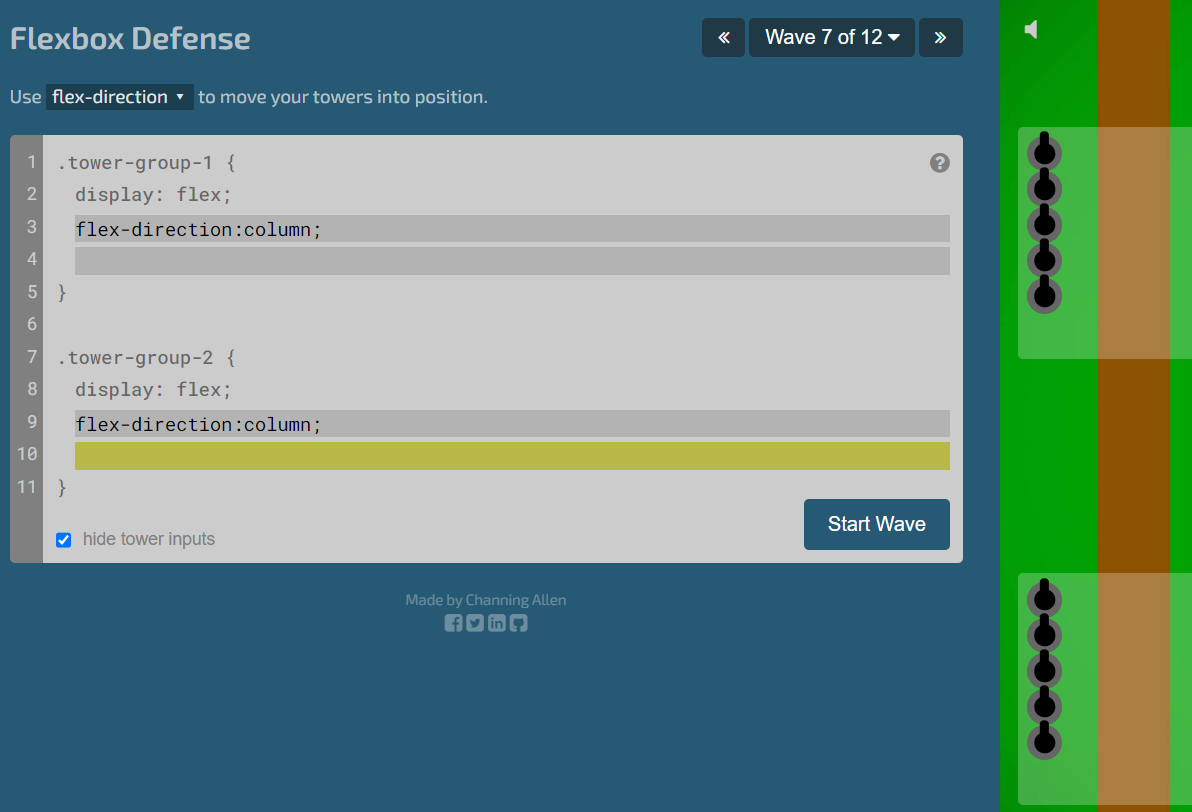 Flexbox Defense
« Wave 7 of 12 »
Use flex-direction to move your towers into position.
1 .tower-group-1 { ?
2 display: flex;
3 flex-direction:column;
4
5 }
6
7 .tower-group-2 {
8 display: flex;
9 flex-direction:column;
10
11 }
hide tower inputs
Start Wave
Made by Channing Allen